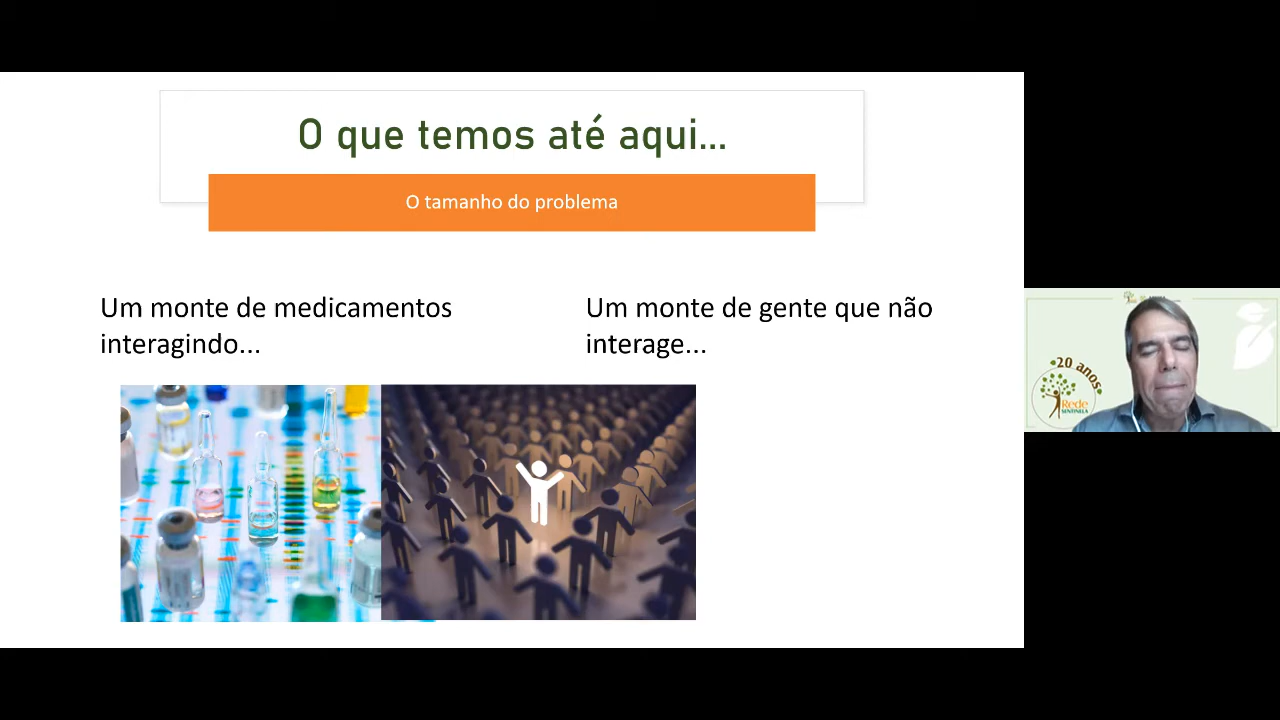 O que temos até aqui...
O tamanho do problema
Um monte de medicamentos
interagindo...
Um monte de gente que não
interage...
20 anos
Rede
SENTINELA